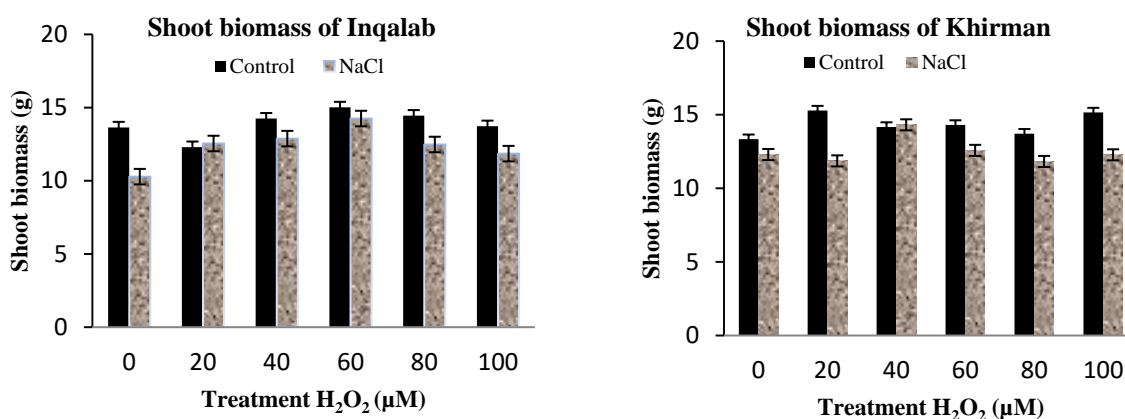 Shoot biomass of Inqalab
Control NaCl
Shoot biomass (g)
20
15
10
5
0
0 20 40 60 80 100
Treatment H₂O₂ (µM)
Shoot biomass of Khirman
Control NaCl
Shoot biomass (g)
20
15
10
5
0
0 20 40 60 80 100
Treatment H₂O₂ (µM)